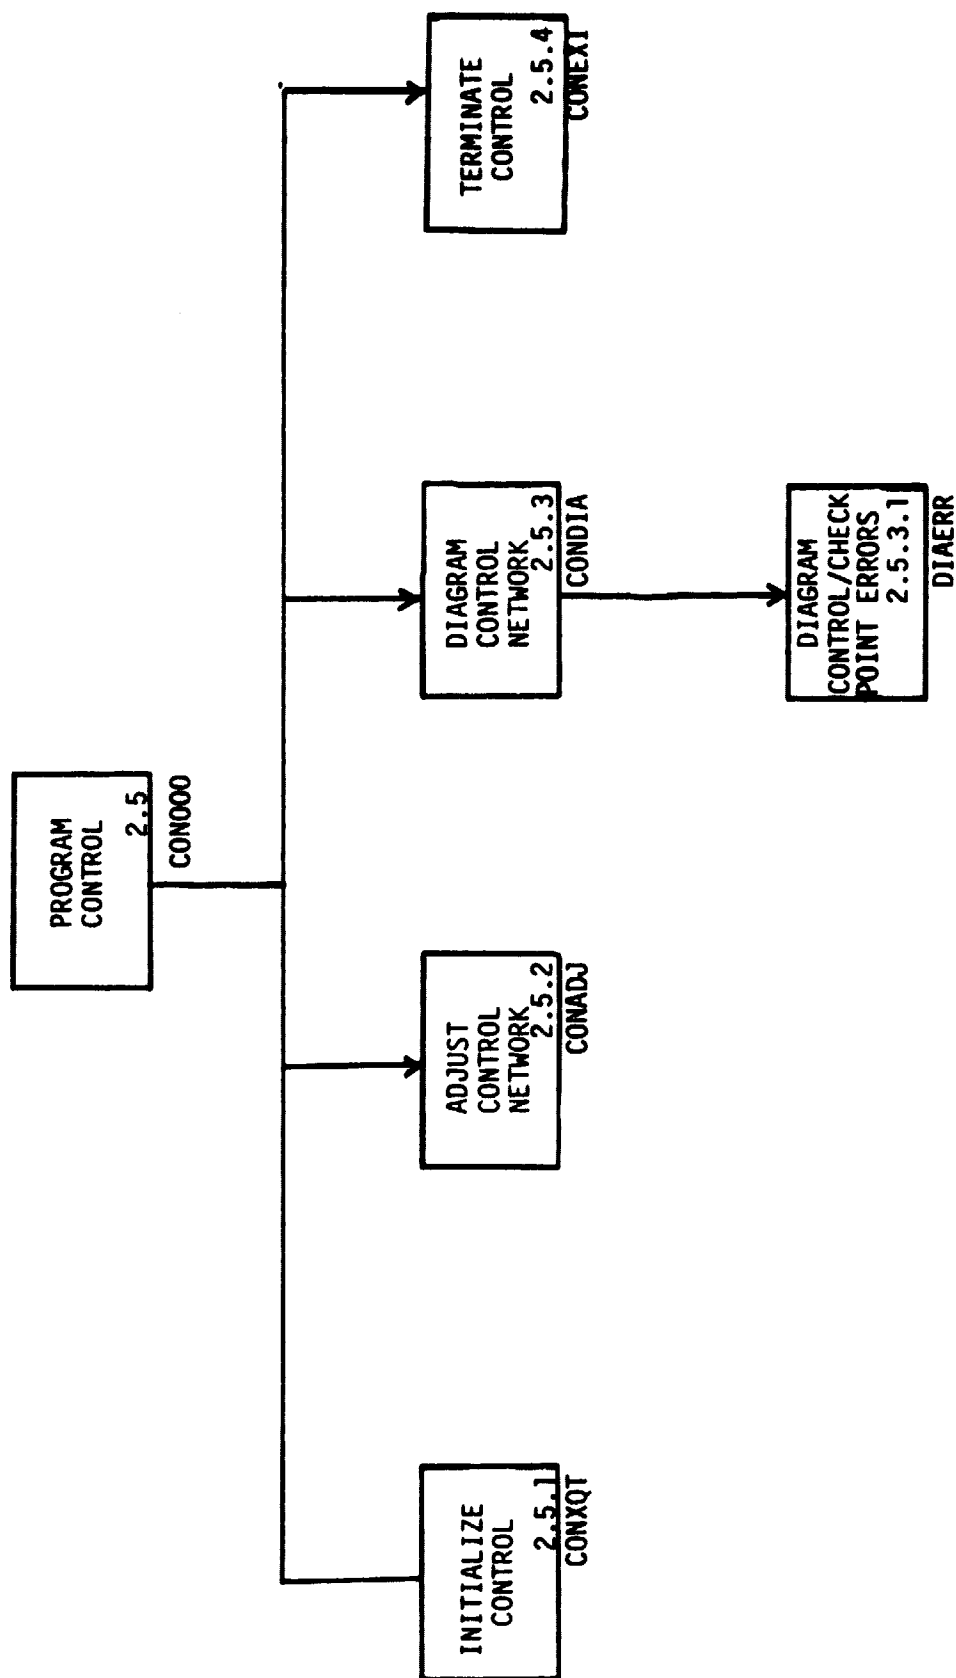 PROGRAM
CONTROL
2.5
CON000
INITIALIZE
CONTROL
2.5.1
CONXQT
ADJUST
CONTROL
NETWORK
2.5.2
CONADJ
DIAGRAM
CONTROL
NETWORK
2.5.3
CONDIA
TERMINATE
CONTROL
2.5.4
CONEXI
DIAGRAM
CONTROL/CHECK
POINT ERRORS
2.5.3.1
DIAERR